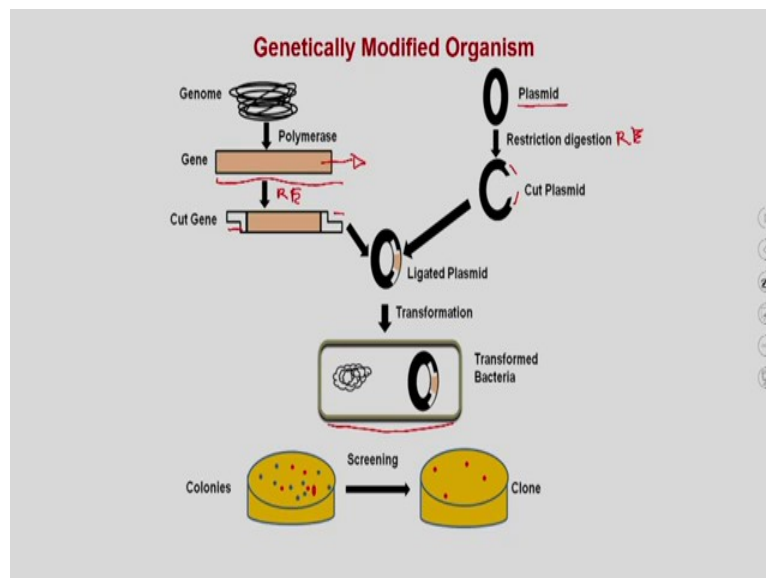 Genetically Modified Organism
Genome
Plasmid
Polymerase
Restriction digestion RE
Gene
RE
Cut Plasmid
Cut Gene
Ligated Plasmid
Transformation
Transformed
Bacteria
Screening
Colonies
Clone